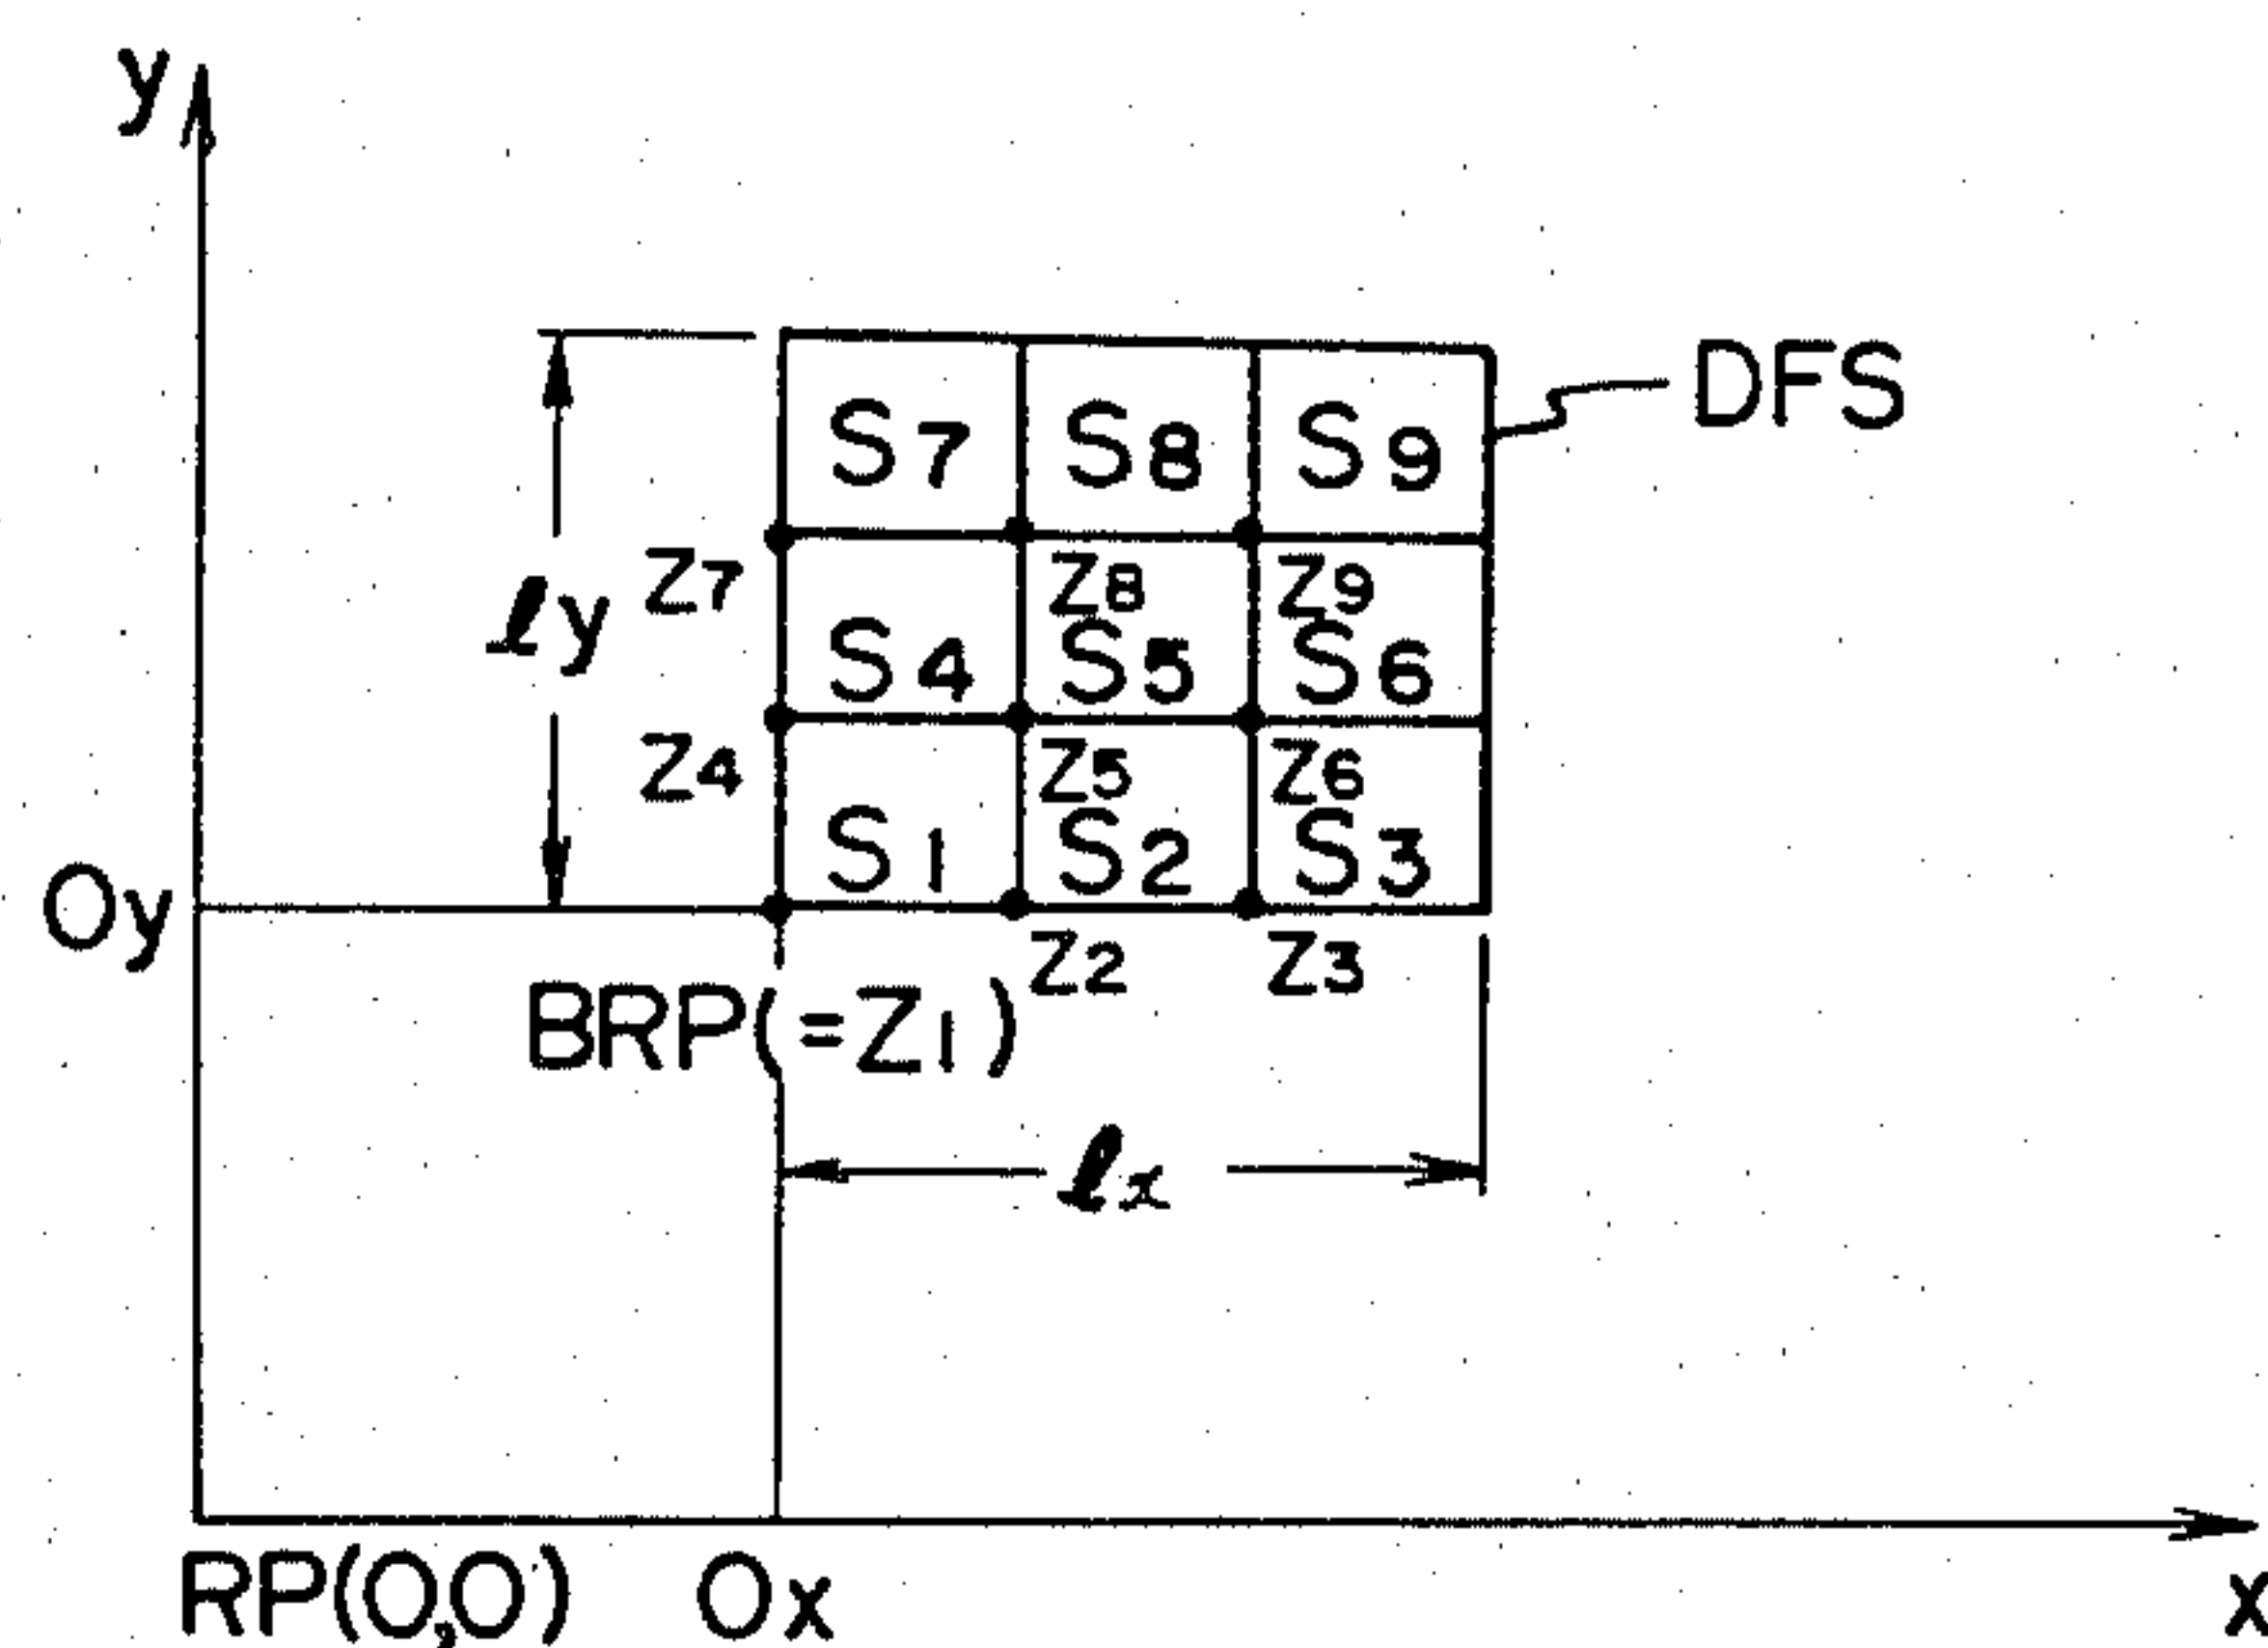 y
DFS
S7 S8 S9
Z7 Z8 Z9
ly
S4 S5 S6
Z4 Z5 Z6
S1 S2 S3
Oy
Z2 Z3
BRP(=Z1)
lx
RP(0,0) Ox x